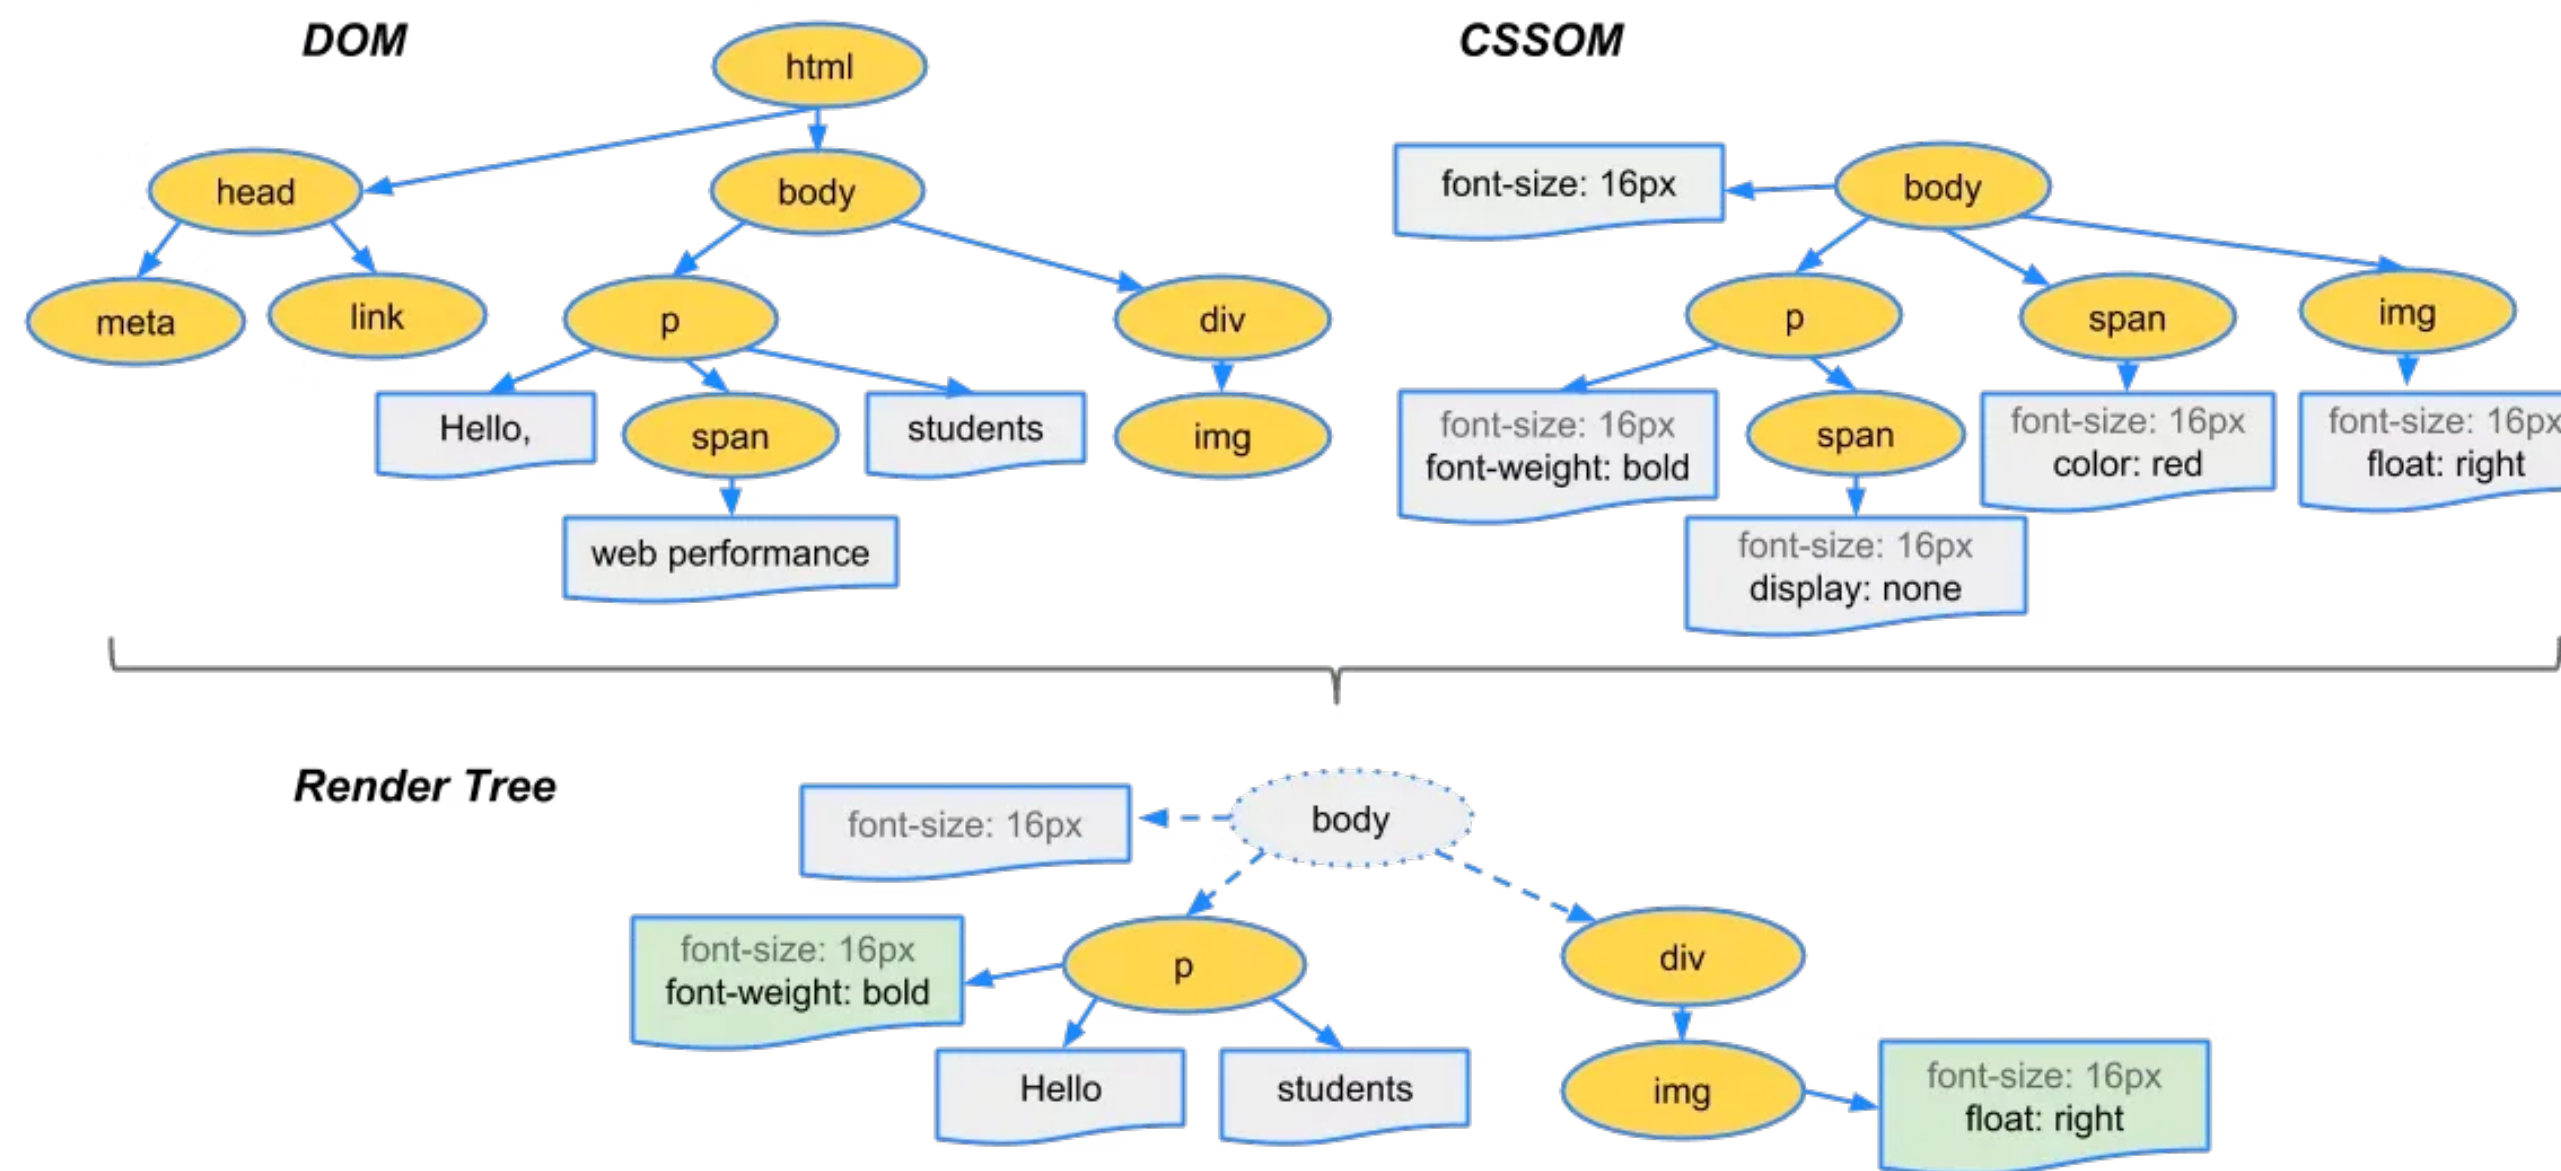 DOM
html
head
body
meta
link
p
div
Hello,
span
students
img
web performance
CSSOM
font-size: 16px
body
p
span
img
font-size: 16px
font-weight: bold
span
font-size: 16px
color: red
font-size: 16px
float: right
font-size: 16px
display: none
Render Tree
font-size: 16px
body
font-size: 16px
font-weight: bold
p
div
Hello
students
img
font-size: 16px
float: right